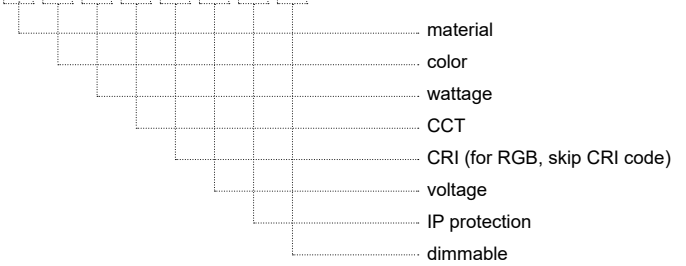 material
color
wattage
CCT
CRI (for RGB, skip CRI code)
voltage
IP protection
dimmable